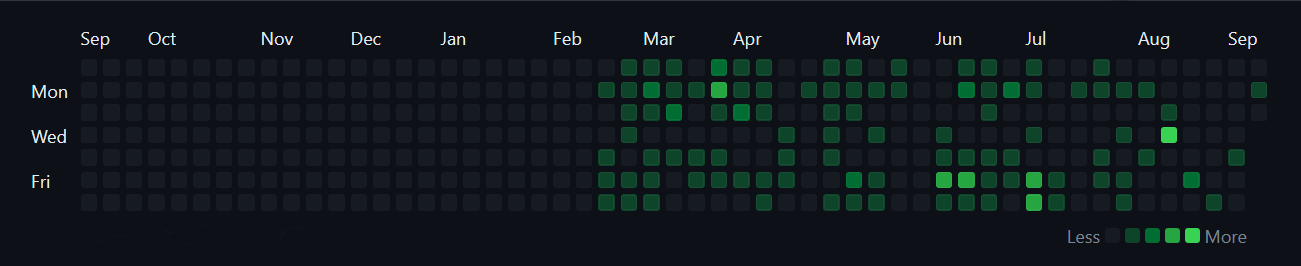 Sep Oct Nov Dec Jan Feb Mar Apr May Jun Jul Aug Sep
Mon
Wed
Fri
Less More